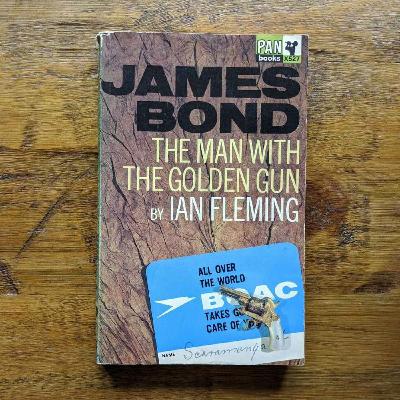 PAN
books X527
JAMES
BOND
THE MAN WITH
THE GOLDEN GUN
BY IAN FLEMING
ALL OVER
THE WORLD
BOAC
TAKES
CARE OF
NAME Scaramanga